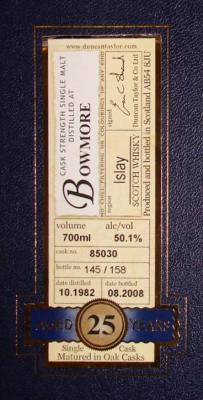 www.duncantaylor.com
CASK STRENGTH SINGLE MALT
DISTILLED AT
BOWMORE
NO CHILL FILTERING OR COLOURINGS OF ANY KIND
region
Islay
SCOTCH WHISKY
signed
Duncan Taylor & Co Ltd
Produced and bottled in Scotland AB54 8JU
volume
700ml
alc/vol
50.1%
cask no.
85030
bottle no.
145 / 158
date distilled
10.1982
date bottled
08.2008
AGED 25 YEARS
Single Cask
Matured in Oak Casks